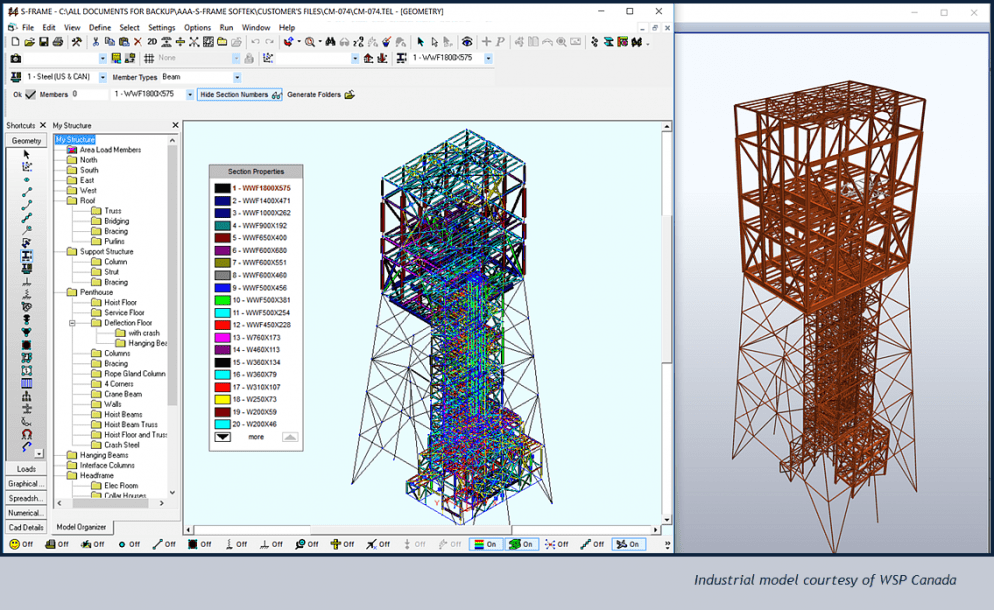 S-FRAME - C:\ALL DOCUMENTS FOR BACKUP\AAA-S-FRAME SOFTEK\CUSTOMER'S FILES\CM-074\CM-074.TEL - [GEOMETRY]
File Edit View Define Select Settings Options Run Window Help
2D
None
1 - WWF1800X575
1 - Steel (US & CAN) Member Types Beam
Ok Members 0 1 - WWF1800X575 Hide Section Numbers Generate Folders
Shortcuts
Geometry
Loads
Graphical ...
Spreadsh...
Numerical...
Cad Details
My Structure
My Structure
Area Load Members
North
South
East
West
Roof
Truss
Bridging
Bracing
Purlins
Support Structure
Column
Strut
Bracing
Penthouse
Hoist Floor
Service Floor
Deflection Floor
with crash
Hanging Bea
Columns
Bracing
Rope Gland Column
4 Corners
Crane Beam
Walls
Hoist Beams
Hoist Beam Truss
Hoist Floor and Truss
Crash Steel
Hanging Beams
Interface Columns
Headframe
Elec Room
Collar Houses
Model Organizer
Section Properties
1 - WWF1800X575
2 - WWF1400X471
3 - WWF1000X262
4 - WWF900X192
5 - WWF650X400
6 - WWF600X680
7 - WWF600X551
8 - WWF600X460
9 - WWF500X456
10 - WWF500X381
11 - WWF500X254
12 - WWF450X228
13 - W760X173
14 - W460X113
15 - W360X134
16 - W360X79
17 - W310X107
18 - W250X73
19 - W200X59
20 - W200X46
more
Off Off Off Off Off Off Off Off Off Off Off Off Off On On Off Off On
Industrial model courtesy of WSP Canada